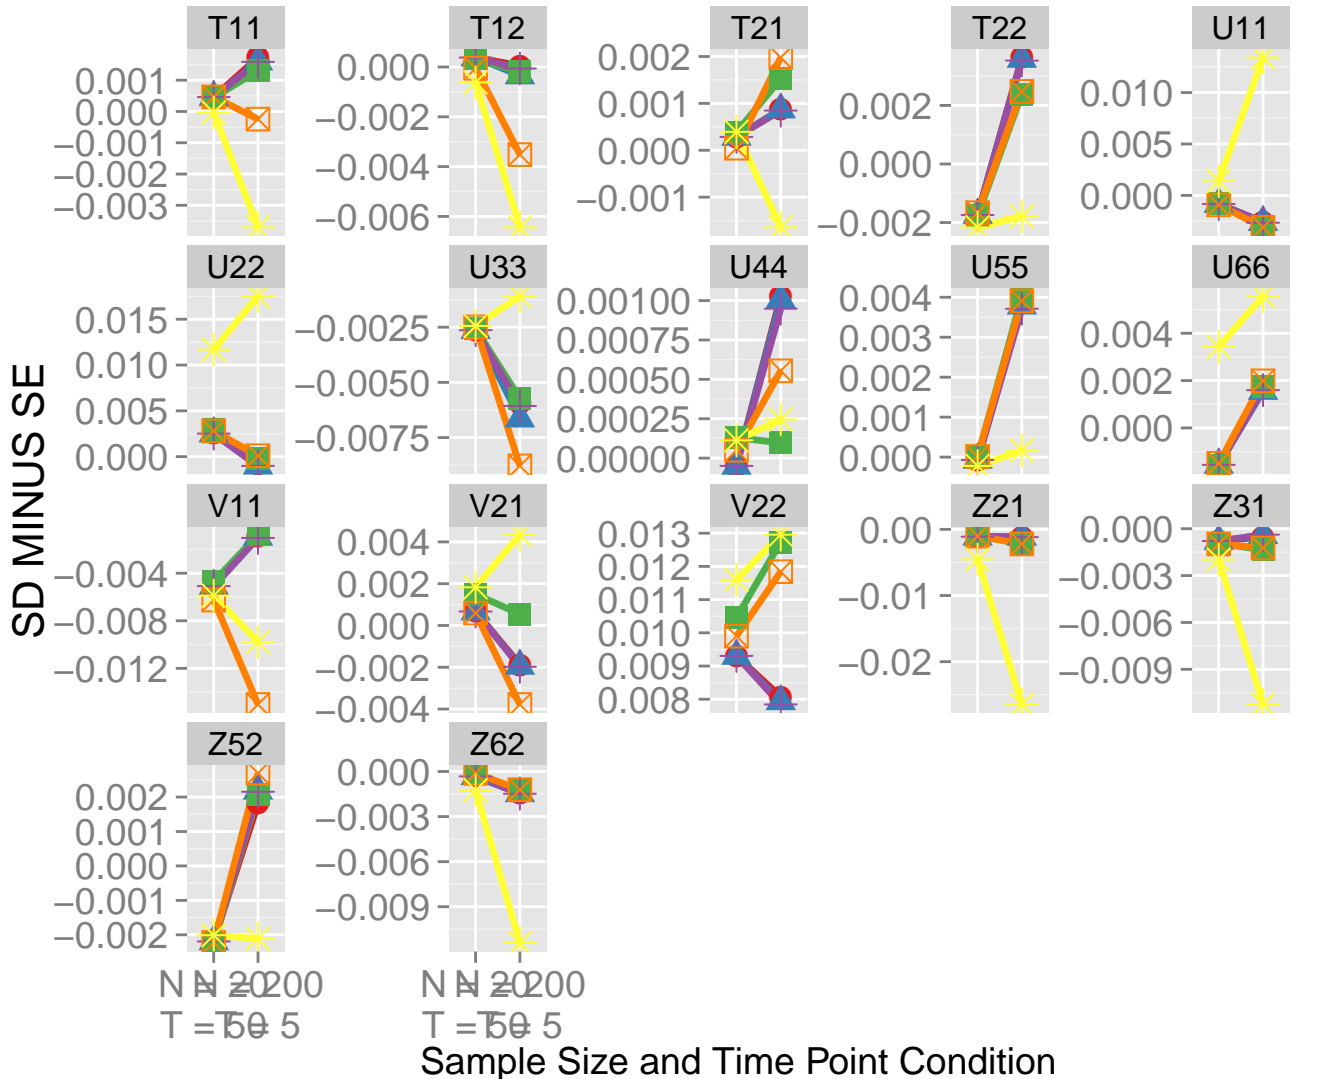 T11 T12 T21 T22 U11
0.001 0.000 −0.001 −0.002 −0.003
0.000 −0.002 −0.004 −0.006
0.002 0.001 0.000 −0.001
0.002 0.000 −0.002
0.010 0.005 0.000
U22 U33 U44 U55 U66
0.015 0.010 0.005 0.000
−0.0025 −0.0050 −0.0075
0.00100 0.00075 0.00050 0.00025 0.00000
0.004 0.003 0.002 0.001 0.000
0.004 0.002 0.000
SD MINUS SE
V11 V21 V22 Z21 Z31
−0.004 −0.008 −0.012
0.004 0.002 0.000 −0.002 −0.004
0.013 0.012 0.011 0.010 0.009 0.008
0.00 −0.01 −0.02
0.000 −0.003 −0.006 −0.009
Z52 Z62
0.002 0.001 0.000 −0.001 −0.002
0.000 −0.003 −0.006 −0.009
N = 20 N = 200 N = 20 N = 200
T = 50 T = 5 T = 50 T = 5
Sample Size and Time Point Condition